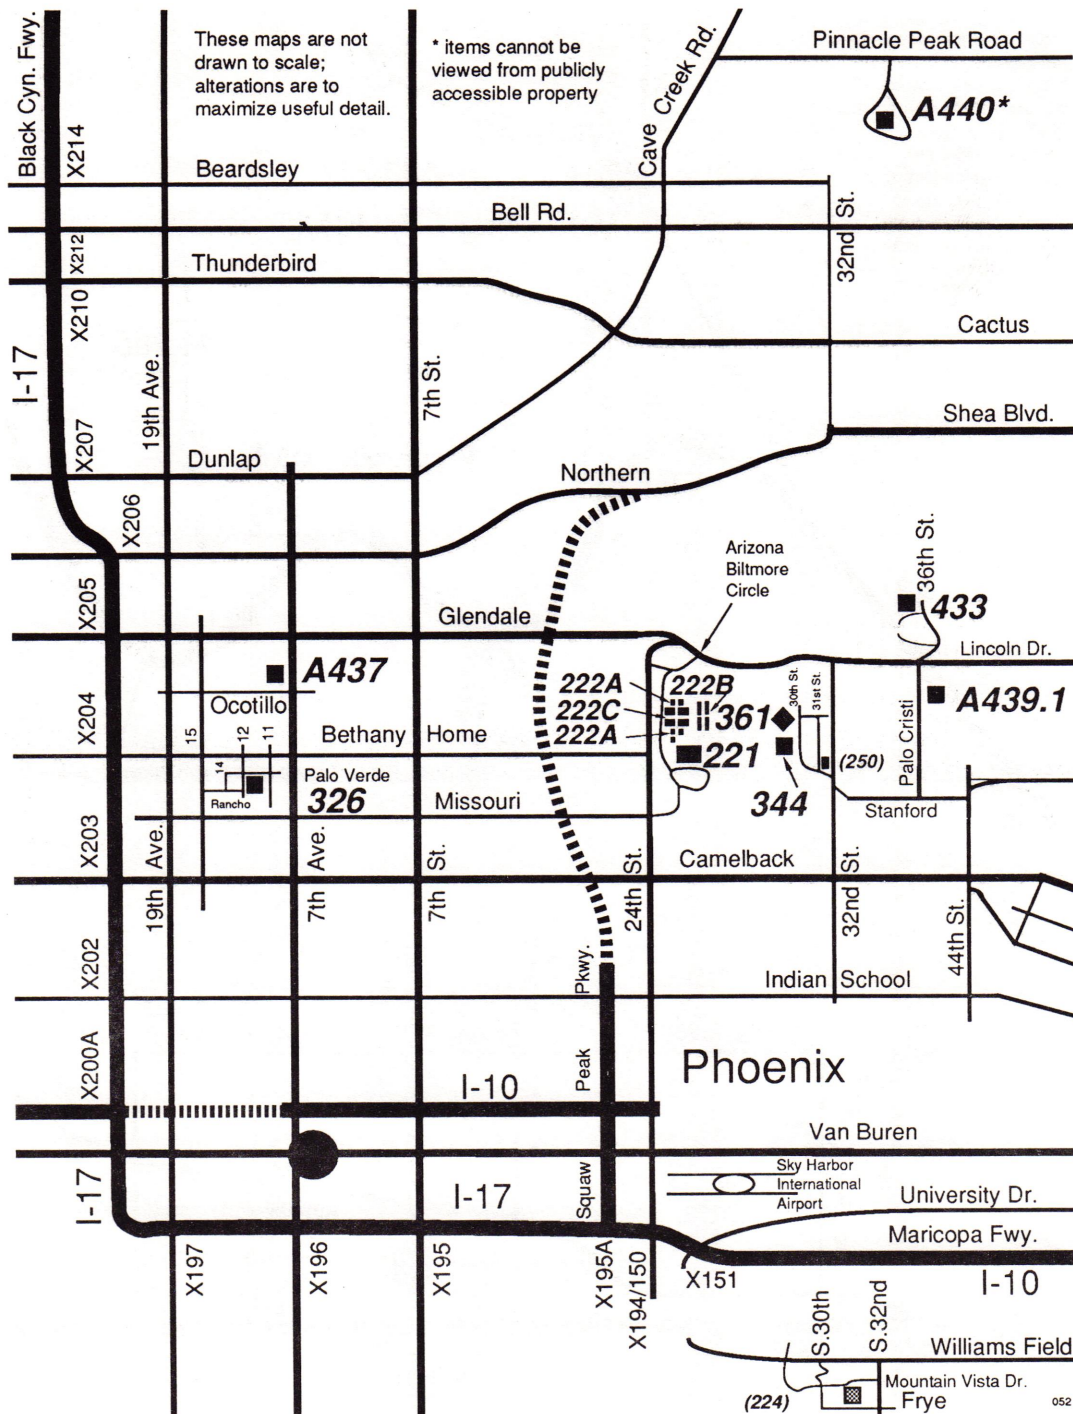 Black Cyn. Fwy.
These maps are not
drawn to scale;
alterations are to
maximize useful detail.
* items cannot be
viewed from publicly
accessible property
Cave Creek Rd.
Pinnacle Peak Road
A440*
X214
Beardsley
Bell Rd.
32nd St.
X212
Thunderbird
X210
Cactus
I-17
19th Ave.
7th St.
Shea Blvd.
X207
Dunlap
Northern
X206
Arizona
Biltmore
Circle
36th St.
433
X205
Glendale
Lincoln Dr.
A437
222A
222B
30th St.
31st St.
A439.1
X204
Ocotillo
222C
361
15
12
11
Bethany Home
222A
221
(250)
Palo Cristi
14
Palo Verde
326
Rancho
Missouri
344
Stanford
X203
19th Ave.
7th Ave.
7th St.
24th St.
Camelback
32nd St.
44th St.
X202
Squaw Peak Pkwy.
Indian School
X200A
I-10
Phoenix
Van Buren
Sky Harbor
International
Airport
I-17
I-17
University Dr.
Maricopa Fwy.
X197
X196
X195
X195A
X194/150
X151
I-10
S.30th
S.32nd
Williams Field
Mountain Vista Dr.
(224)
Frye
052